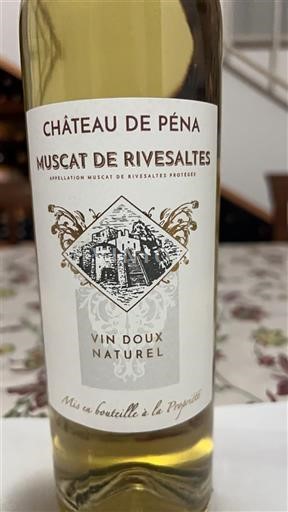 CHÂTEAU DE PÉNA
MUSCAT DE RIVESALTES
APPELLATION MUSCAT DE RIVESALTES PROTÉGÉE
VIN DOUX
NATUREL
Mis en bouteille à la Propriété